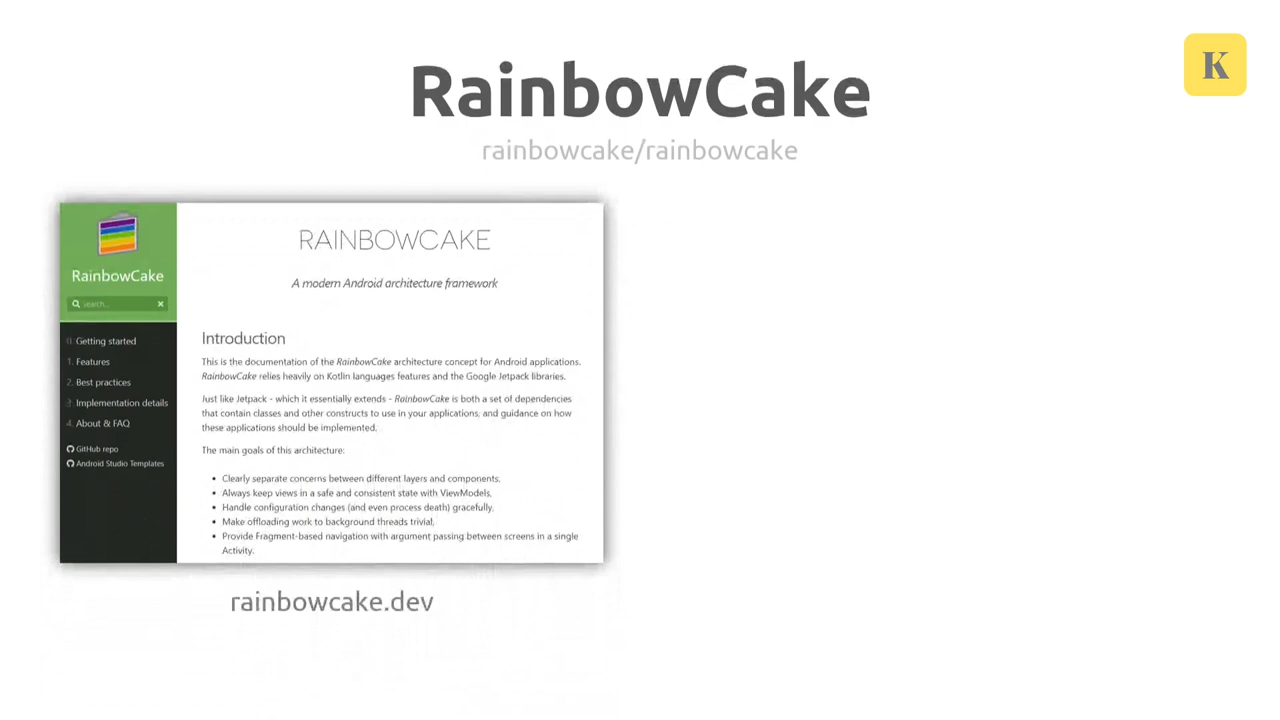 RainbowCake
K
rainbowcake/rainbowcake
RainbowCake
Search...
0. Getting started
1. Features
2. Best practices
3. Implementation details
4. About & FAQ
GitHub repo
Android Studio Templates
RAINBOWCAKE
A modern Android architecture framework
Introduction
This is the documentation of the RainbowCake architecture concept for Android applications.
RainbowCake relies heavily on Kotlin languages features and the Google Jetpack libraries.
Just like Jetpack - which it essentially extends - RainbowCake is both a set of dependencies
that contain classes and other constructs to use in your applications, and guidance on how
these applications should be implemented.
The main goals of this architecture:
• Clearly separate concerns between different layers and components,
• Always keep views in a safe and consistent state with ViewModels,
• Handle configuration changes (and even process death) gracefully,
• Make offloading work to background threads trivial,
• Provide Fragment-based navigation with argument passing between screens in a single
Activity.
rainbowcake.dev